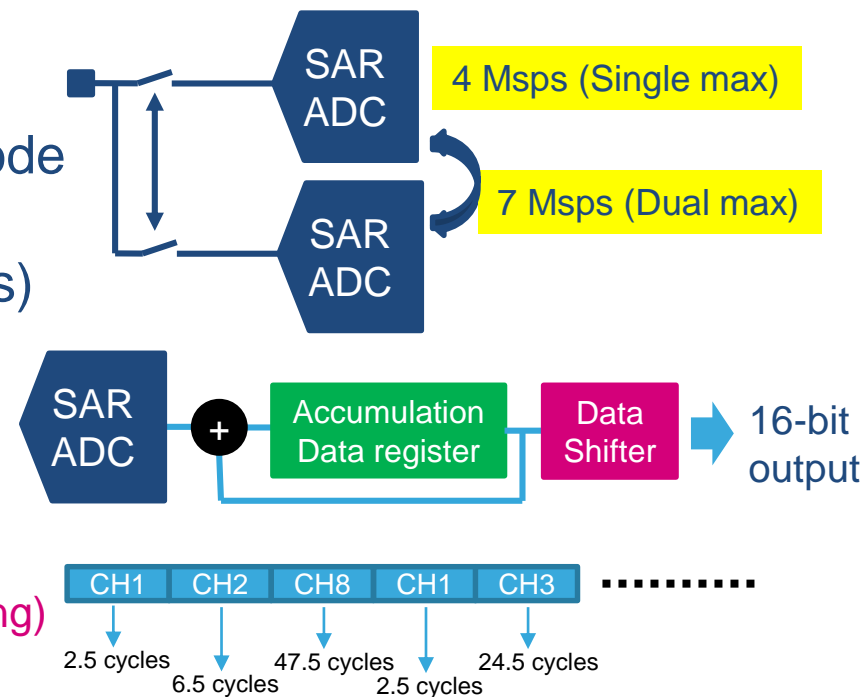 SAR
ADC
4 Msps (Single max)
ode
7 Msps (Dual max)
SAR
ADC
s)
SAR
ADC
+
Accumulation
Data register
Data
Shifter
16-bit
output
ng)
CH1 CH2 CH8 CH1 CH3 ..........
2.5 cycles 47.5 cycles 24.5 cycles
6.5 cycles 2.5 cycles